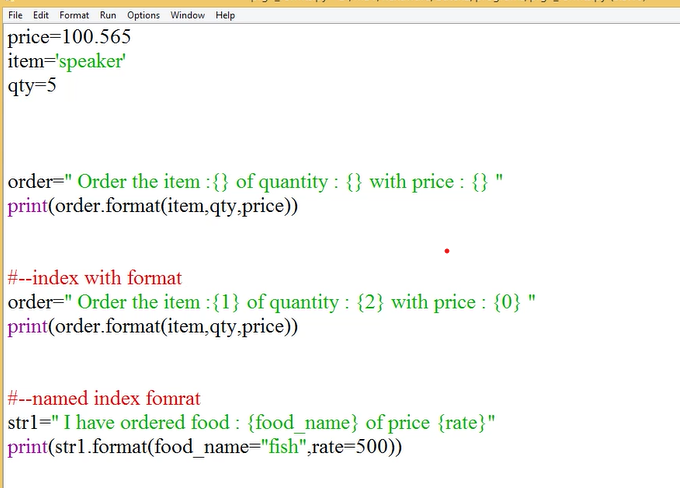 File Edit Format Run Options Window Help
price=100.565
item='speaker'
qty=5
order=" Order the item :{} of quantity : {} with price : {} "
print(order.format(item,qty,price))
#--index with format
order=" Order the item :{1} of quantity : {2} with price : {0} "
print(order.format(item,qty,price))
#--named index fomrat
str1=" I have ordered food : {food_name} of price {rate}"
print(str1.format(food_name="fish",rate=500))